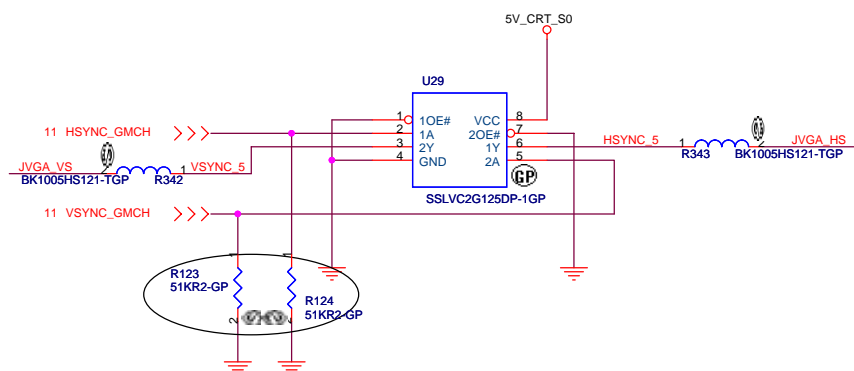 5V_CRT_S0
U29
1 1OE# VCC 8
11 HSYNC_GMCH 2 1A 2OE# 7
3 2Y 1Y 6 HSYNC_5 1 JVGA_HS
JVGA_VS 1 VSYNC_5 4 GND 2A 5 R343 BK1005HS121-TGP
BK1005HS121-TGP R342 GP
SSLVC2G125DP-1GP
11 VSYNC_GMCH
1 1
R123
51KR2-GP
R124
51KR2-GP
2 2